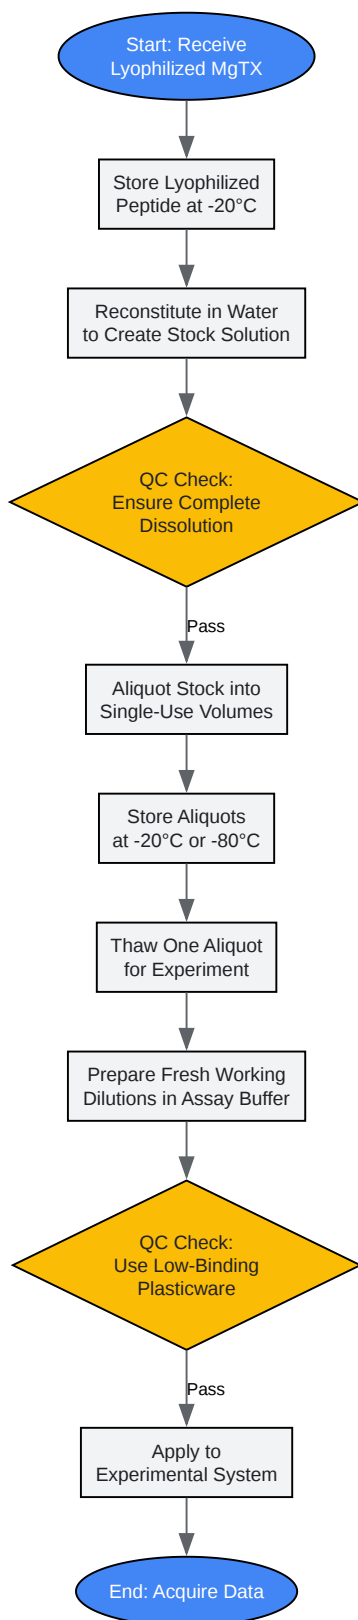 Start: Receive
Lyophilized MgTX
Store Lyophilized
Peptide at -20°C
Reconstitute in Water
to Create Stock Solution
QC Check:
Ensure Complete
Dissolution
Pass
Aliquot Stock into
Single-Use Volumes
Store Aliquots
at -20°C or -80°C
Thaw One Aliquot
for Experiment
Prepare Fresh Working
Dilutions in Assay Buffer
QC Check:
Use Low-Binding
Plasticware
Pass
Apply to
Experimental System
End: Acquire Data